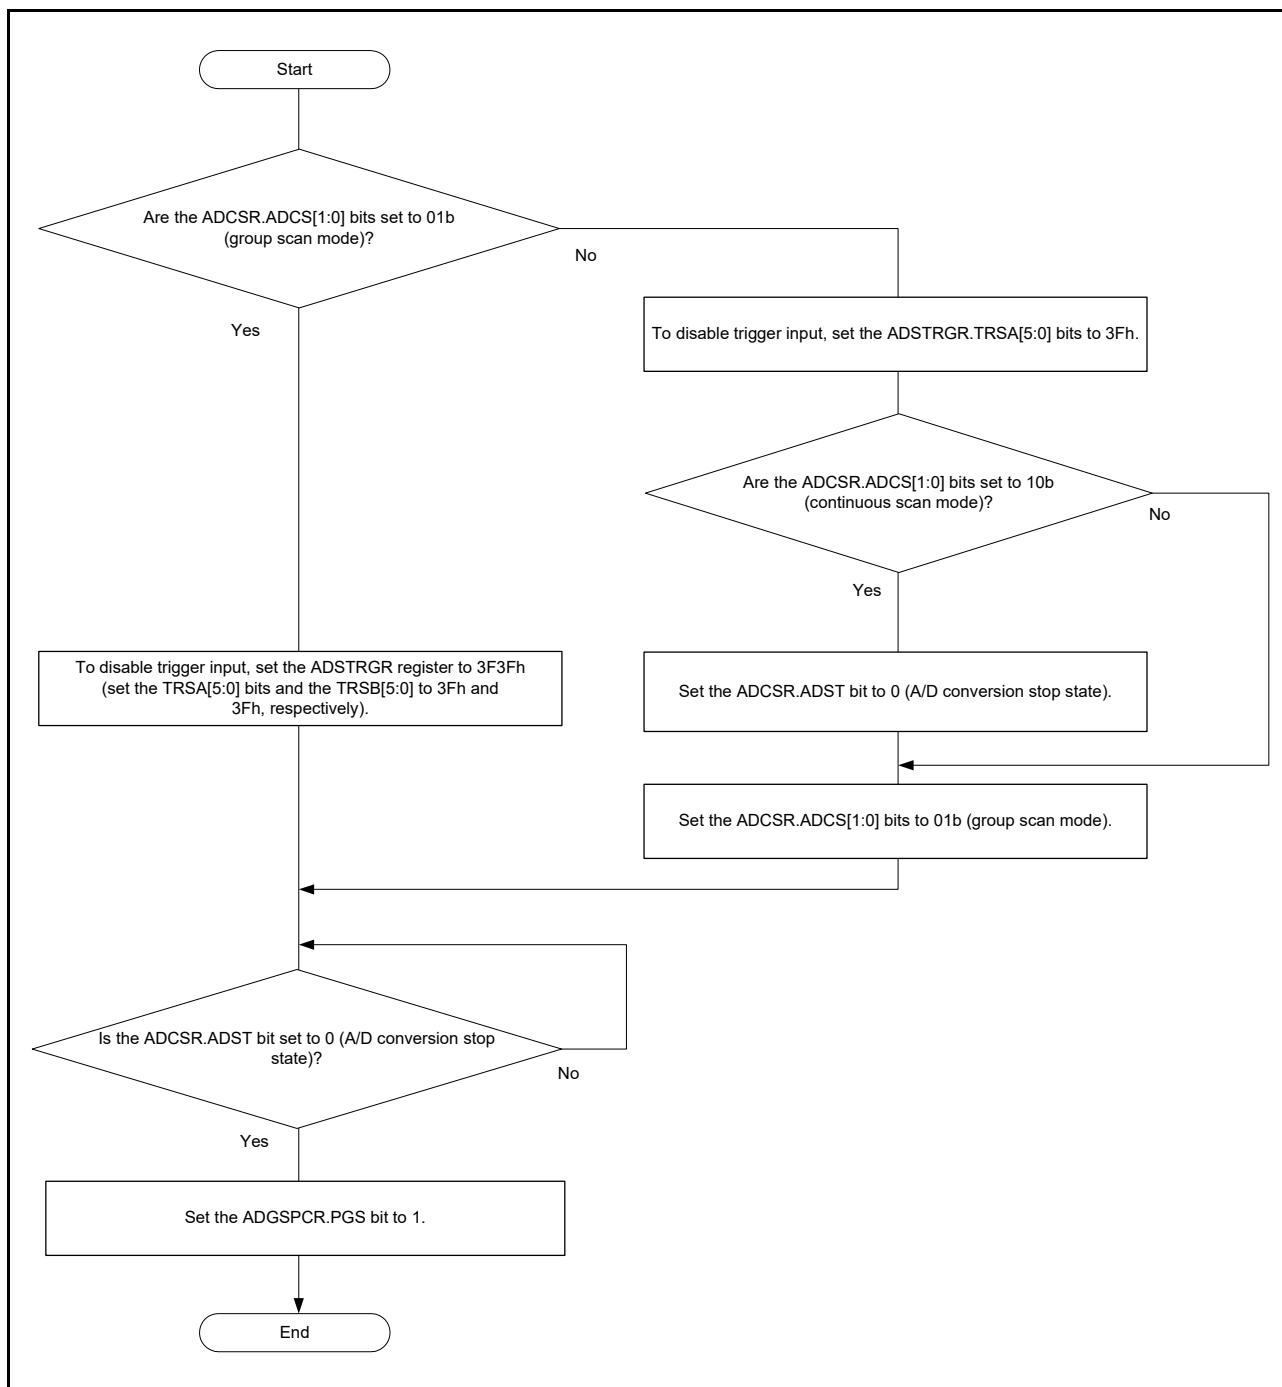 Start
Are the ADCSR.ADCS[1:0] bits set to 01b
(group scan mode)?
No
Yes
To disable trigger input, set the ADSTRGR.TRSA[5:0] bits to 3Fh.
Are the ADCSR.ADCS[1:0] bits set to 10b
(continuous scan mode)?
No
Yes
To disable trigger input, set the ADSTRGR register to 3F3Fh
(set the TRSA[5:0] bits and the TRSB[5:0] to 3Fh and
3Fh, respectively).
Set the ADCSR.ADST bit to 0 (A/D conversion stop state).
Set the ADCSR.ADCS[1:0] bits to 01b (group scan mode).
Is the ADCSR.ADST bit set to 0 (A/D conversion stop
state)?
No
Yes
Set the ADGSPCR.PGS bit to 1.
End